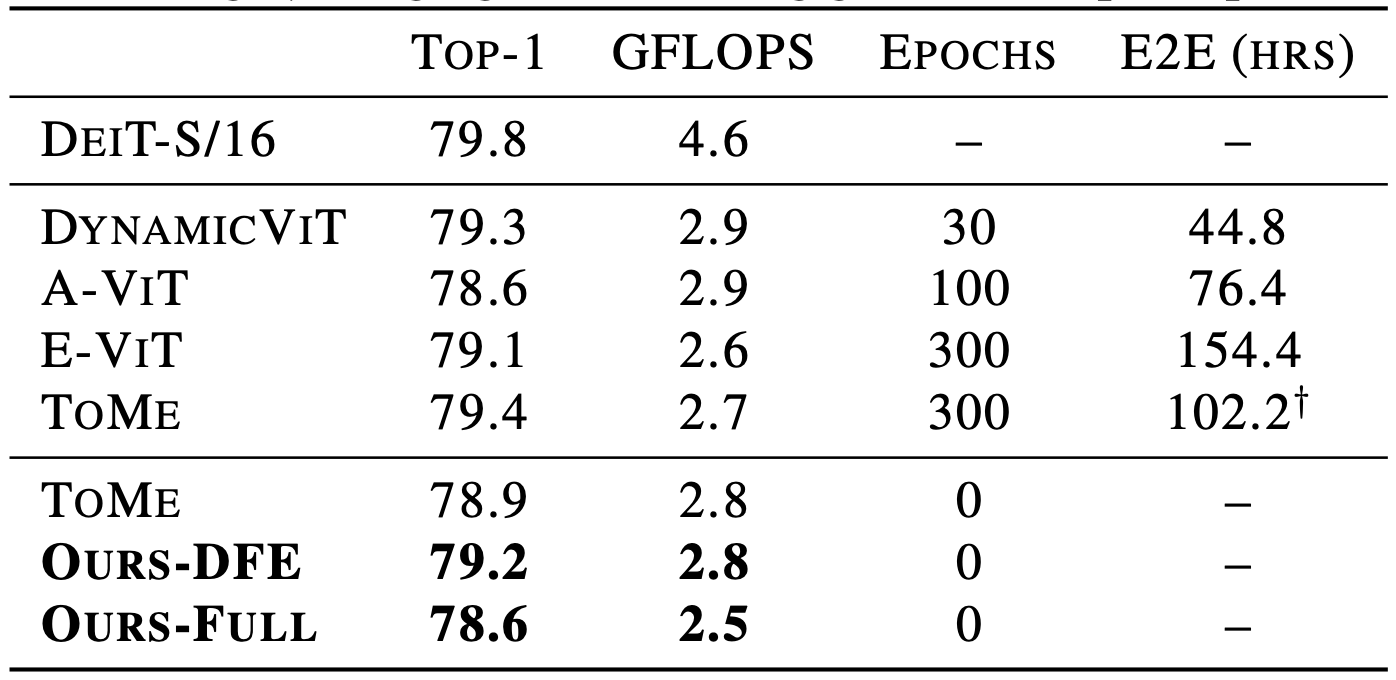 TOP-1 GFLOPS EPOCHS E2E (HRS)
DEIT-S/16 79.8 4.6 – –
DYNAMICVIT 79.3 2.9 30 44.8
A-VIT 78.6 2.9 100 76.4
E-VIT 79.1 2.6 300 154.4
TOME 79.4 2.7 300 102.2†
TOME 78.9 2.8 0 –
OURS-DFE 79.2 2.8 0 –
OURS-FULL 78.6 2.5 0 –